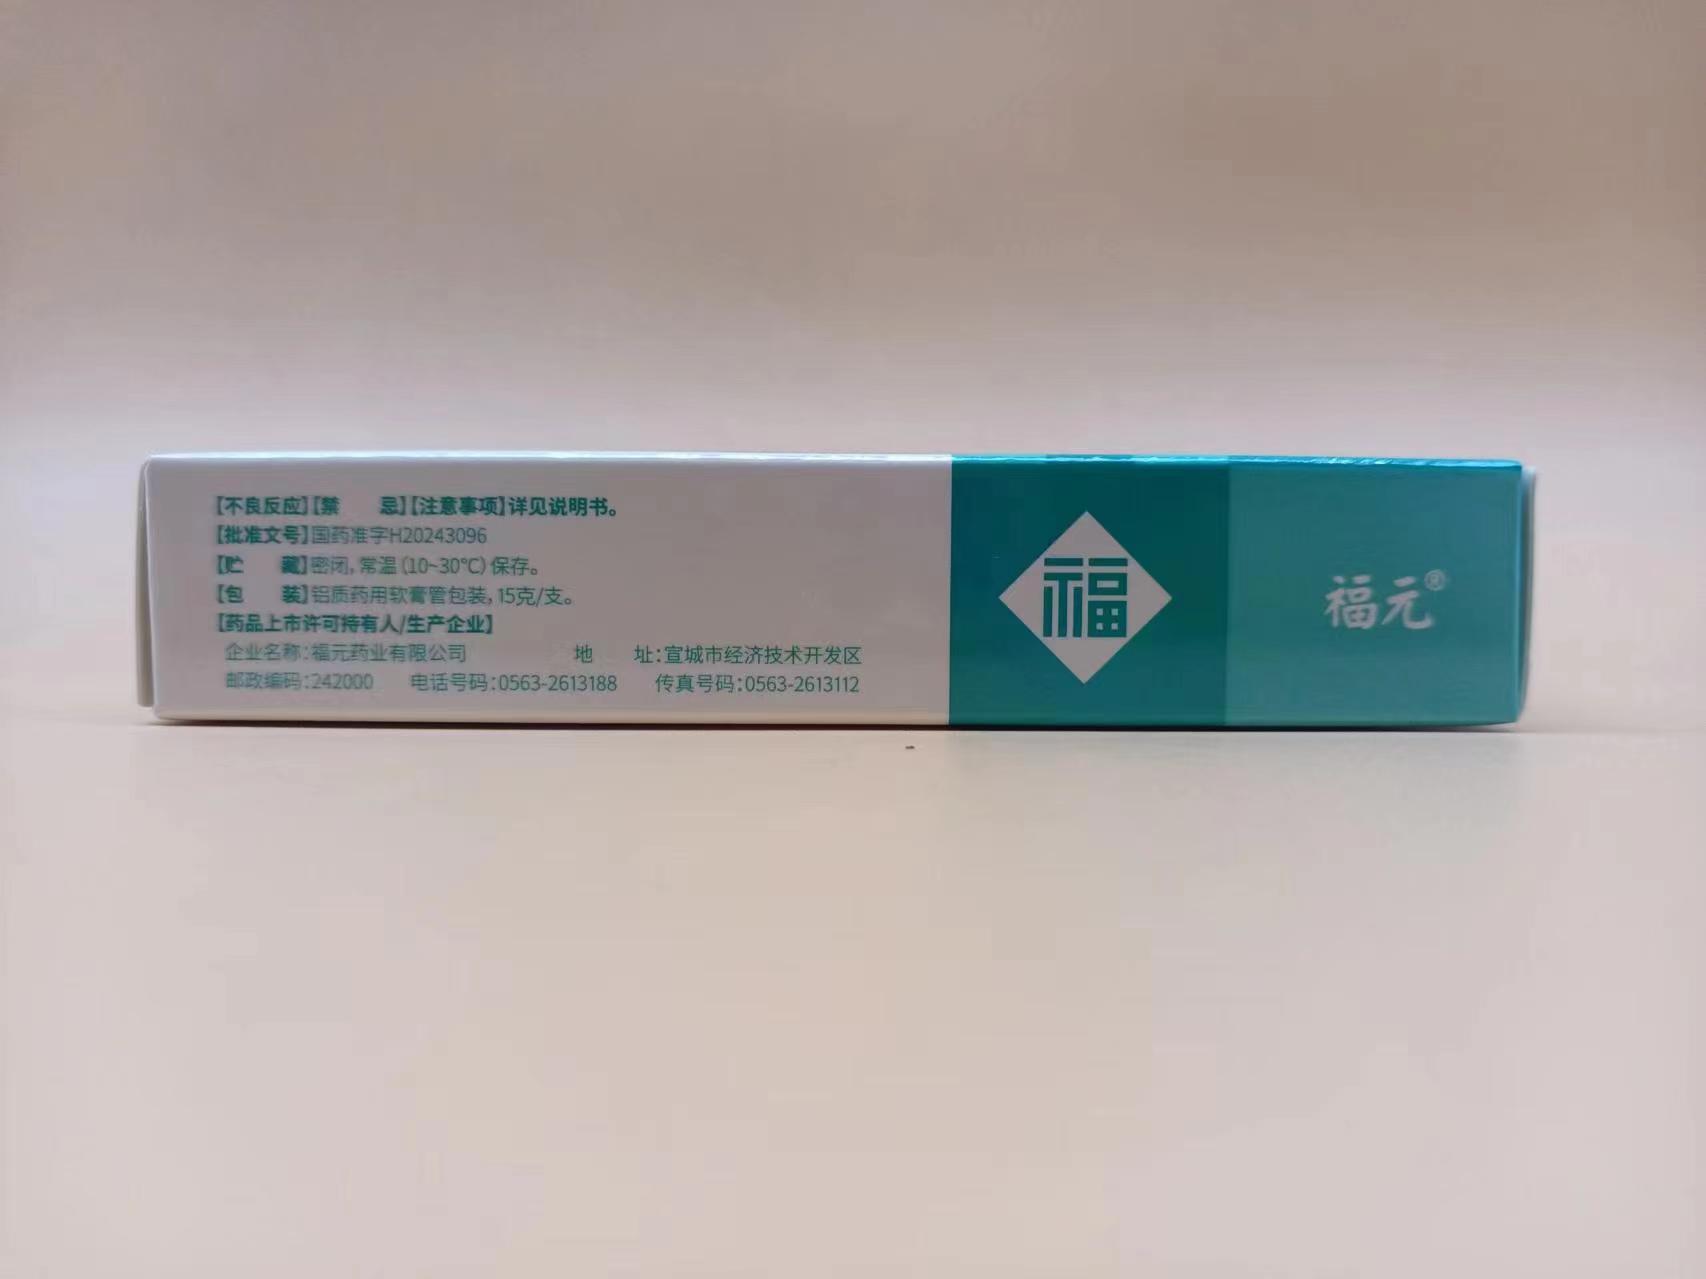 【不良反应】【禁 忌】【注意事项】详见说明书。
【批准文号】国药准字H20243096
【贮 藏】密闭，常温（10~30℃）保存。
【包 装】铝质药用软膏管包装，15克/支。
【药品上市许可持有人/生产企业】
企业名称：福元药业有限公司 地 址：宣城市经济技术开发区
邮政编码：242000 电话号码：0563-2613188 传真号码：0563-2613112
福
福元®